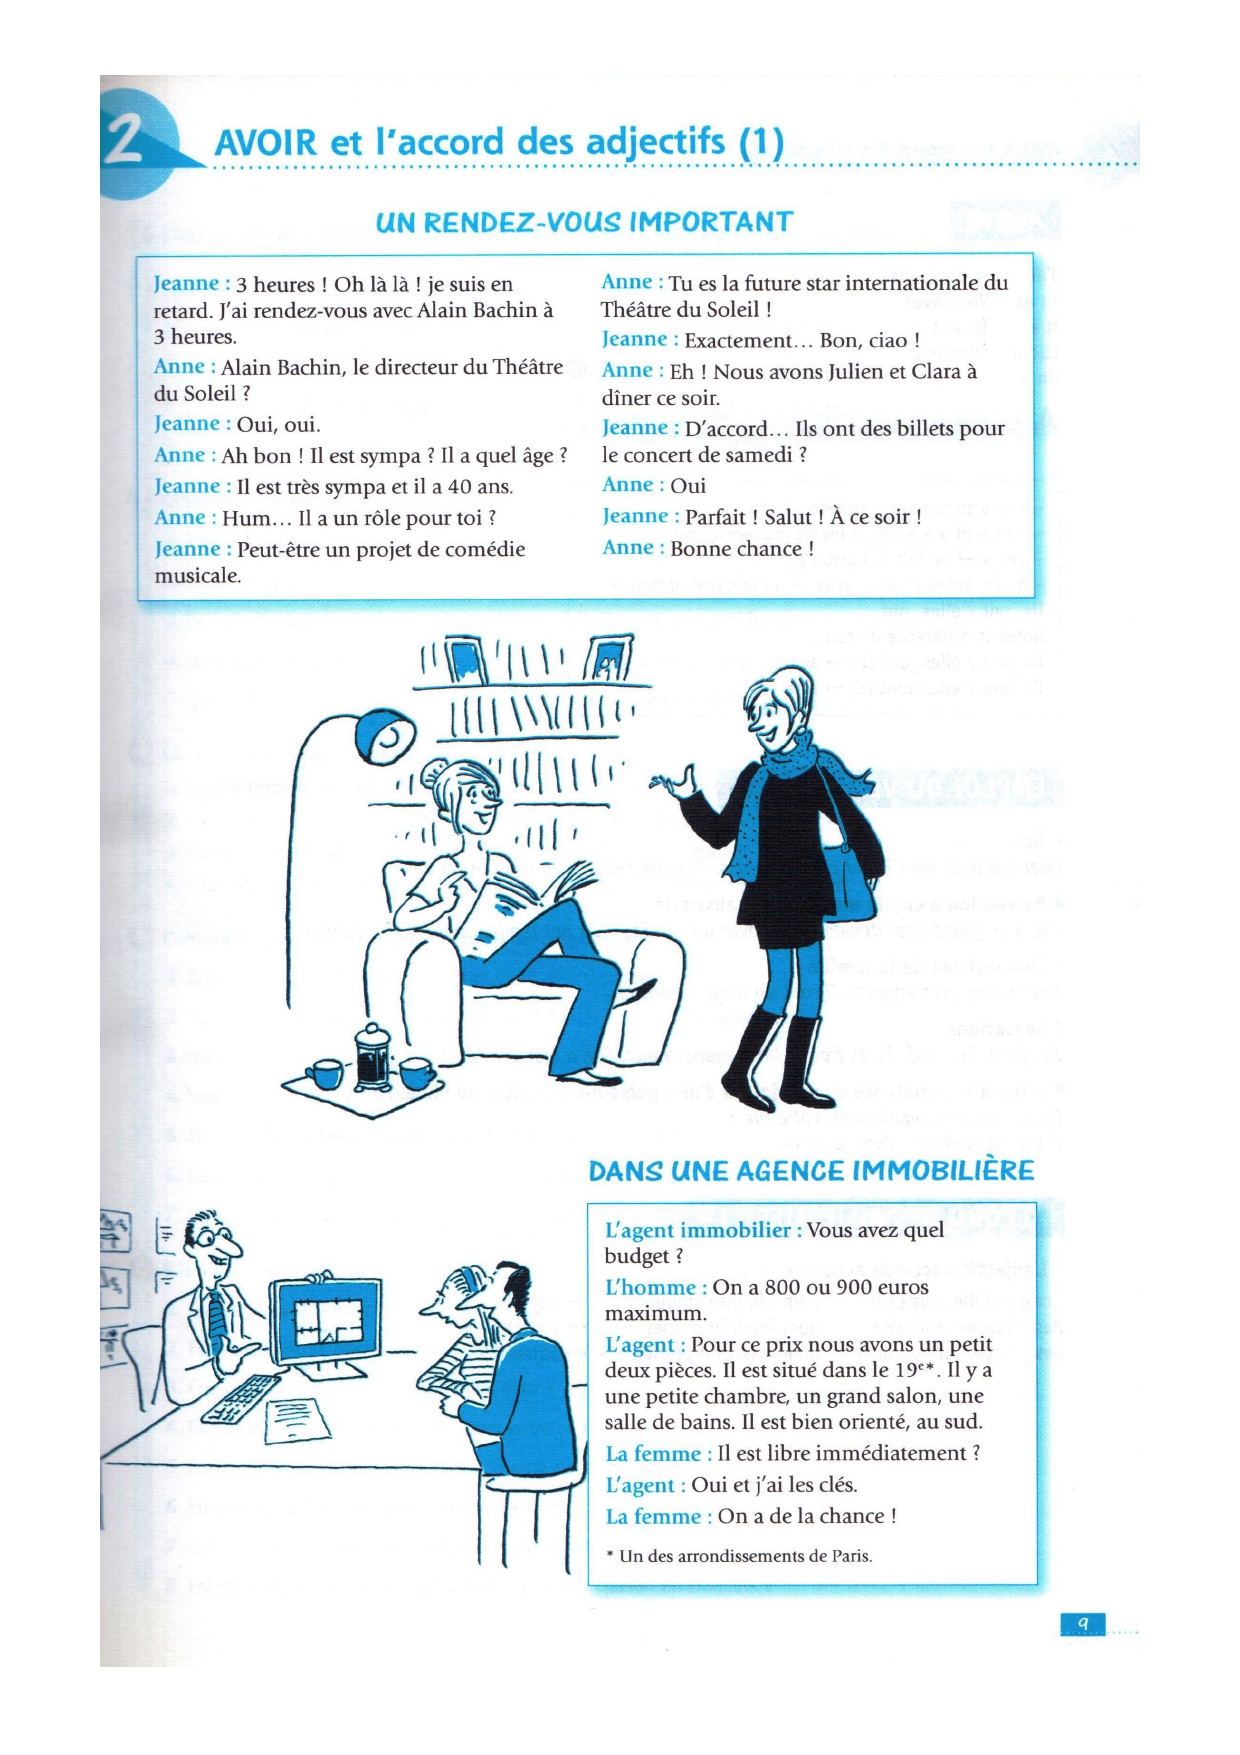 2
AVOIR et l'accord des adjectifs (1)
UN RENDEZ-VOUS IMPORTANT
Jeanne : 3 heures ! Oh là là ! je suis en
retard. J'ai rendez-vous avec Alain Bachin à
3 heures.
Anne : Alain Bachin, le directeur du Théâtre
du Soleil ?
Jeanne : Oui, oui.
Anne : Ah bon ! Il est sympa ? Il a quel âge ?
Jeanne : Il est très sympa et il a 40 ans.
Anne : Hum... Il a un rôle pour toi ?
Jeanne : Peut-être un projet de comédie
musicale.
Anne : Tu es la future star internationale du
Théâtre du Soleil !
Jeanne : Exactement... Bon, ciao !
Anne : Eh ! Nous avons Julien et Clara à
dîner ce soir.
Jeanne : D'accord... Ils ont des billets pour
le concert de samedi ?
Anne : Oui
Jeanne : Parfait ! Salut ! À ce soir !
Anne : Bonne chance !
DANS UNE AGENCE IMMOBILIÈRE
L'agent immobilier : Vous avez quel
budget ?
L'homme : On a 800 ou 900 euros
maximum.
L'agent : Pour ce prix nous avons un petit
deux pièces. Il est situé dans le 19e*. Il y a
une petite chambre, un grand salon, une
salle de bains. Il est bien orienté, au sud.
La femme : Il est libre immédiatement ?
L'agent : Oui et j'ai les clés.
La femme : On a de la chance !
* Un des arrondissements de Paris.
9